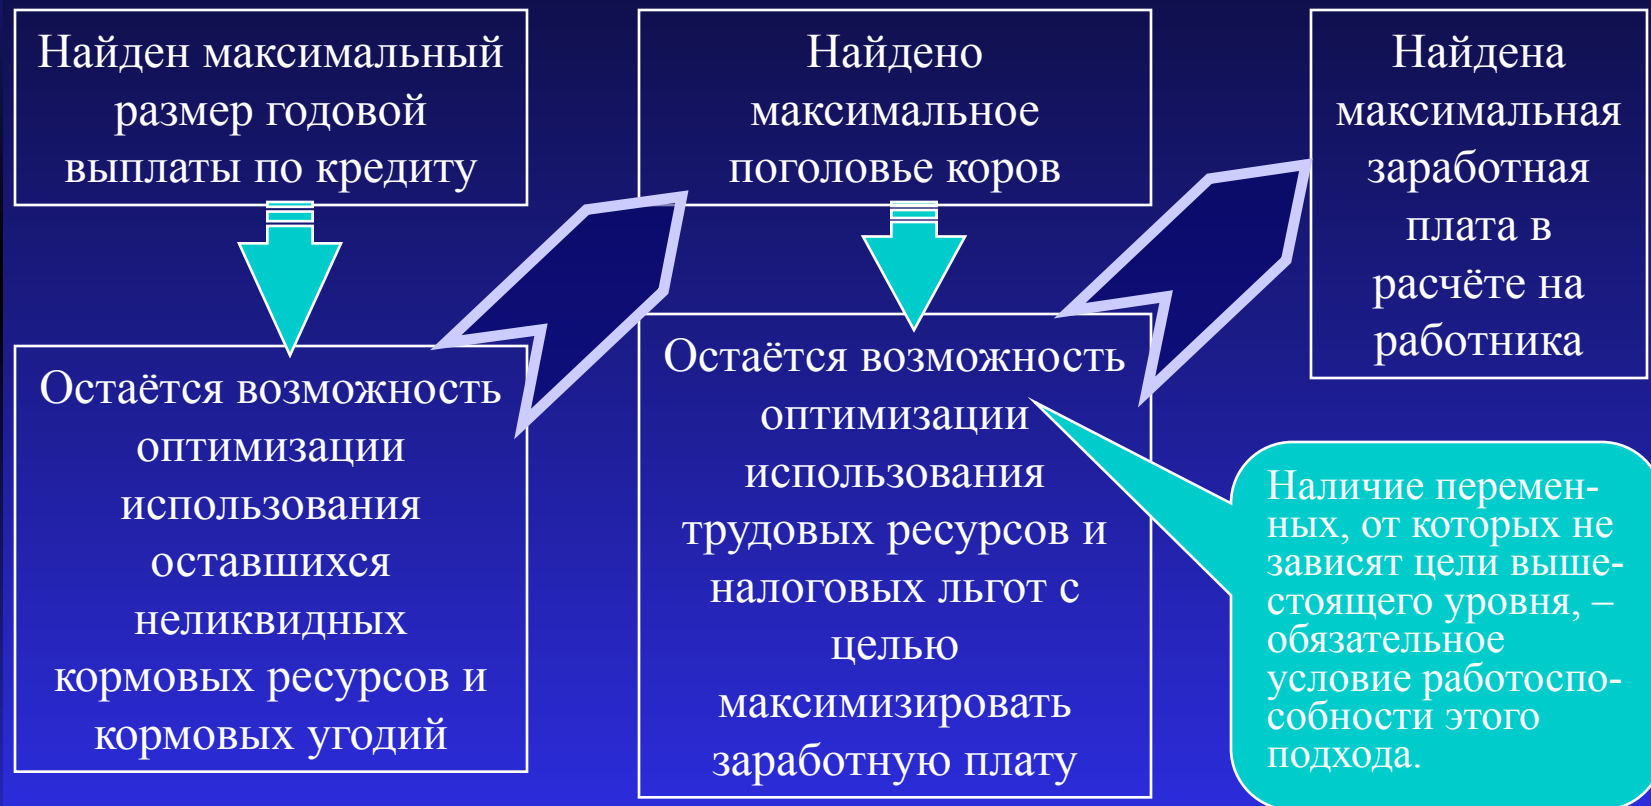 Найден максимальный
размер годовой
выплаты по кредиту
Остаётся возможность
оптимизации
использования
оставшихся
неликвидных
кормовых ресурсов и
кормовых угодий
Найдено
максимальное
поголовье коров
Остаётся возможность
оптимизации
использования
трудовых ресурсов и
налоговых льгот с
целью
максимизировать
заработную плату
Найдена
максимальная
заработная
плата в
расчёте на
работника
Наличие перемен-
ных, от которых не
зависят цели выше-
стоящего уровня, –
обязательное
условие работоспо-
собности этого
подхода.